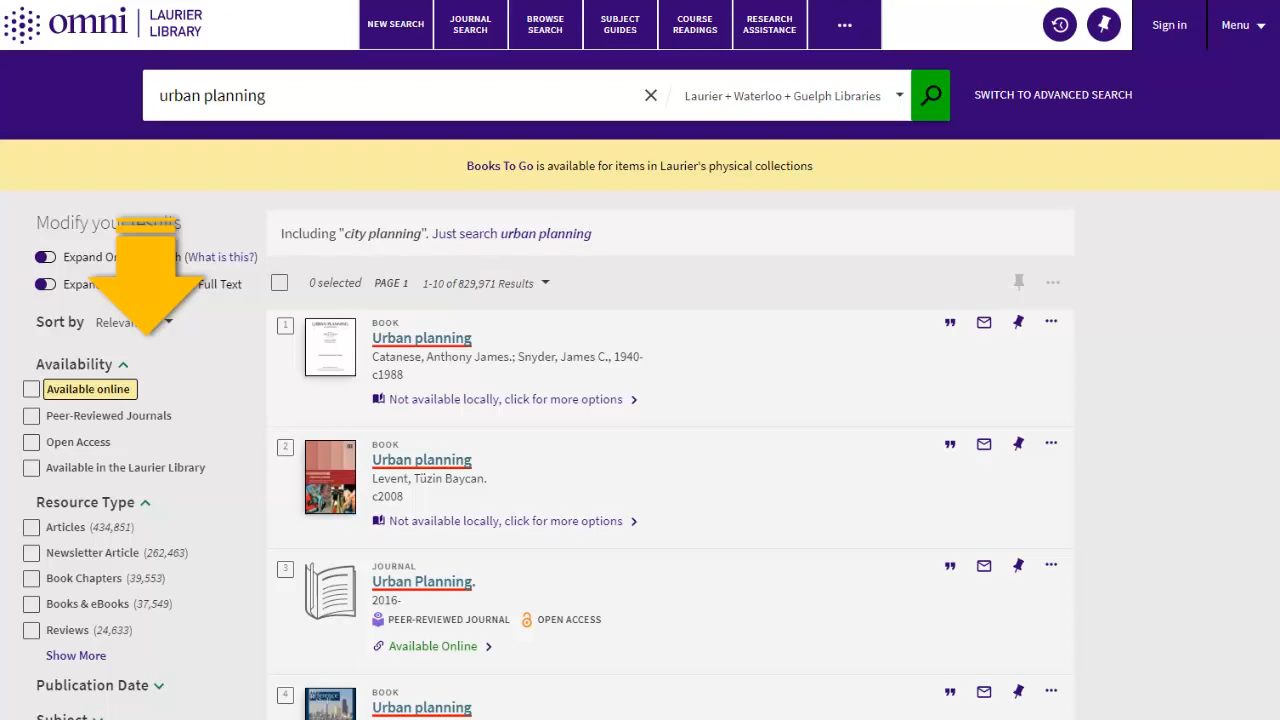 omni
LAURIER
LIBRARY
NEW SEARCH
JOURNAL
SEARCH
BROWSE
SEARCH
SUBJECT
GUIDES
COURSE
READINGS
RESEARCH
ASSISTANCE
Sign in
Menu
urban planning
Laurier + Waterloo + Guelph Libraries
SWITCH TO ADVANCED SEARCH
Books To Go is available for items in Laurier's physical collections
Modify your results
Expand (What is this?)
Full Text
Sort by
Availability
Available online
Peer-Reviewed Journals
Open Access
Available in the Laurier Library
Resource Type
Articles (434,851)
Newsletter Article (262,463)
Book Chapters (39,553)
Books & eBooks (37,549)
Reviews (24,633)
Show More
Publication Date
Subject
Including "city planning". Just search urban planning
0 selected PAGE 1 1-10 of 829,971 Results
1
BOOK
URBAN PLANNING
Urban planning
Catanese, Anthony James.; Snyder, James C., 1940-
c1988
Not available locally, click for more options
2
BOOK
Urban planning
Levent, Tüzin Baycan.
c2008
Not available locally, click for more options
3
JOURNAL
Urban Planning.
2016-
PEER-REVIEWED JOURNAL OPEN ACCESS
Available Online
4
BOOK
Urban planning